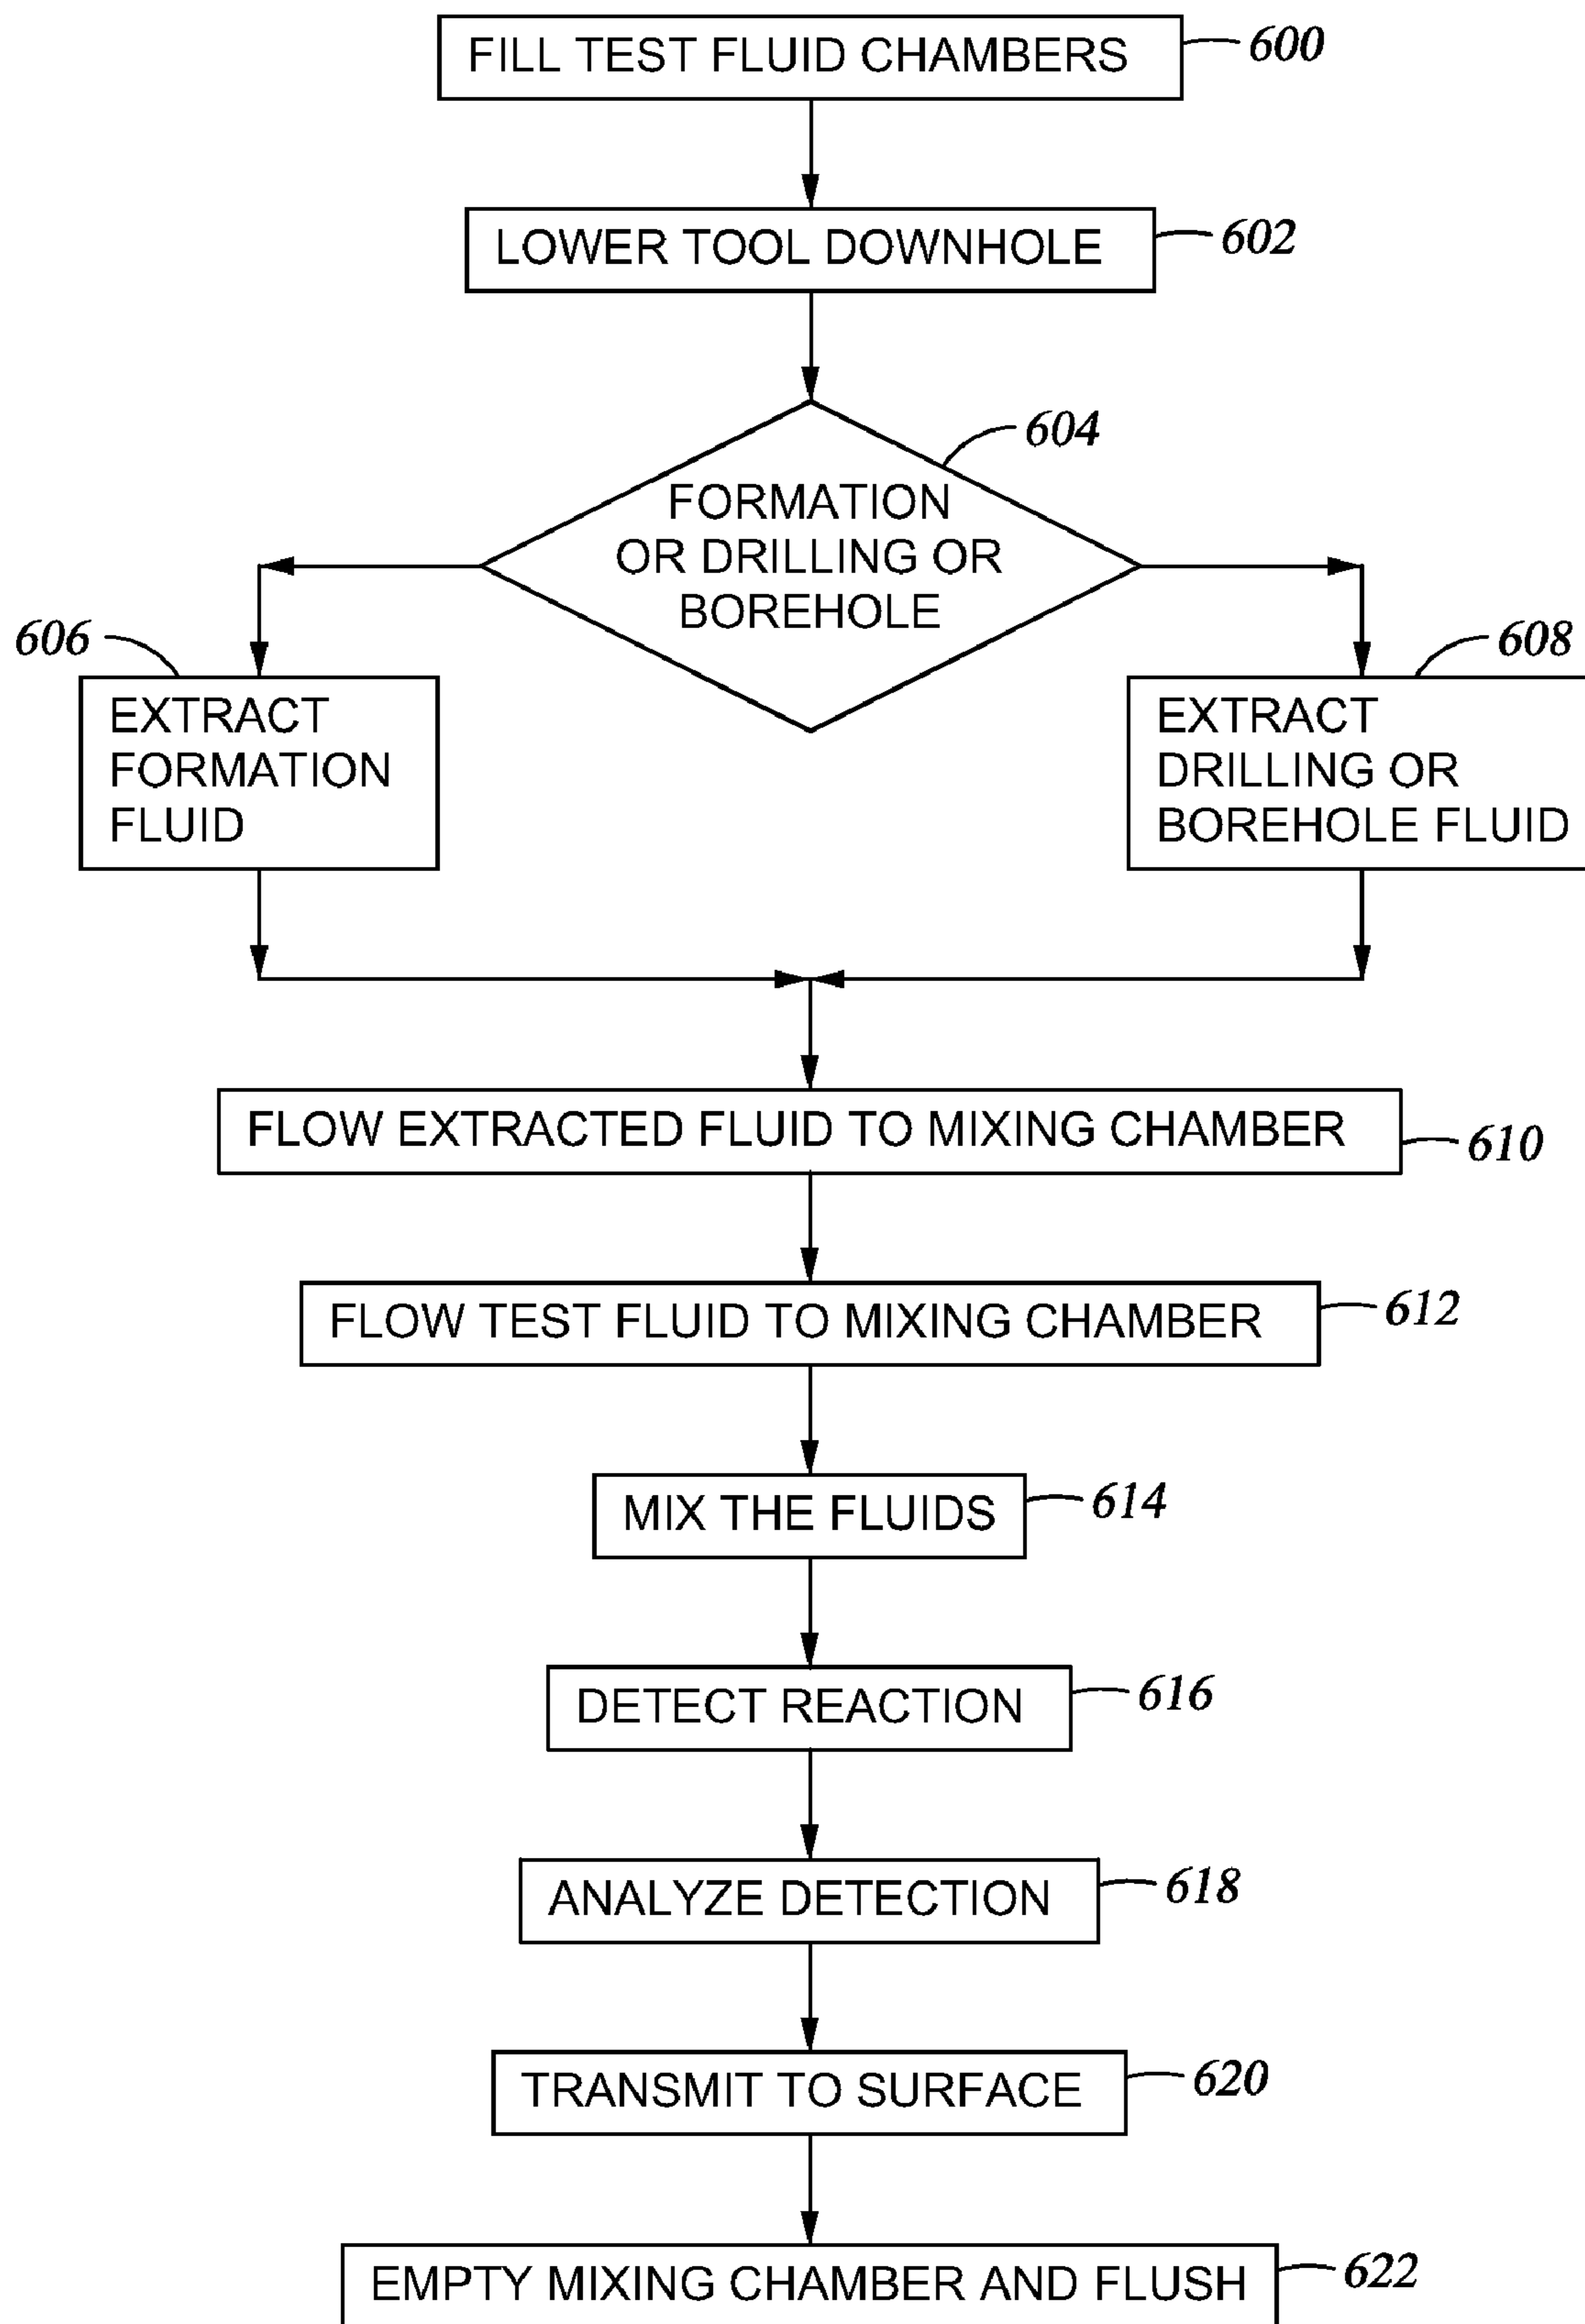 FILL TEST FLUID CHAMBERS
600
LOWER TOOL DOWNHOLE
602
604
FORMATION
OR DRILLING OR
BOREHOLE
606
608
EXTRACT
FORMATION
FLUID
EXTRACT
DRILLING OR
BOREHOLE FLUID
FLOW EXTRACTED FLUID TO MIXING CHAMBER
610
FLOW TEST FLUID TO MIXING CHAMBER
612
MIX THE FLUIDS
614
DETECT REACTION
616
ANALYZE DETECTION
618
TRANSMIT TO SURFACE
620
EMPTY MIXING CHAMBER AND FLUSH
622